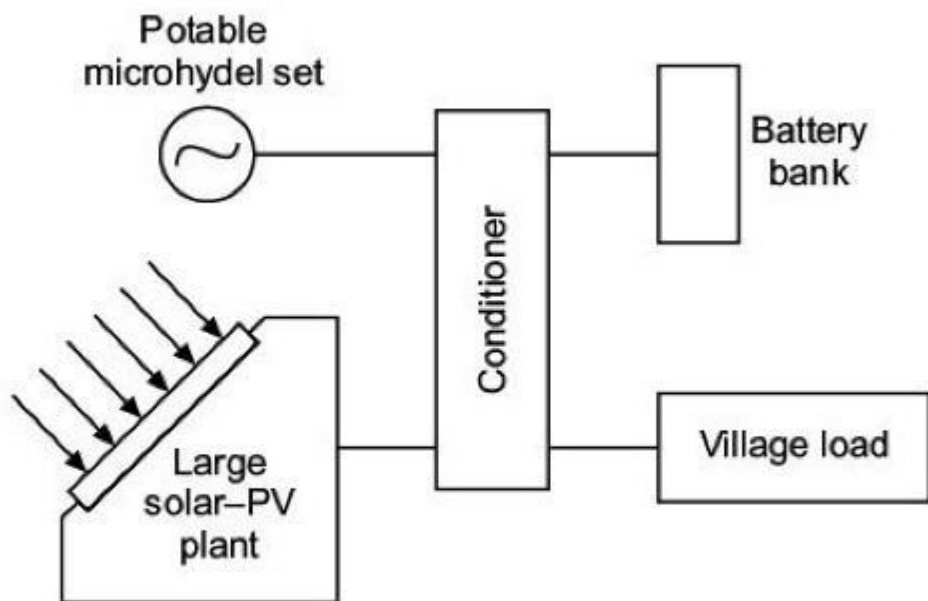 Potable
microhydel set
Battery
bank
Conditioner
Large
solar–PV
plant
Village load